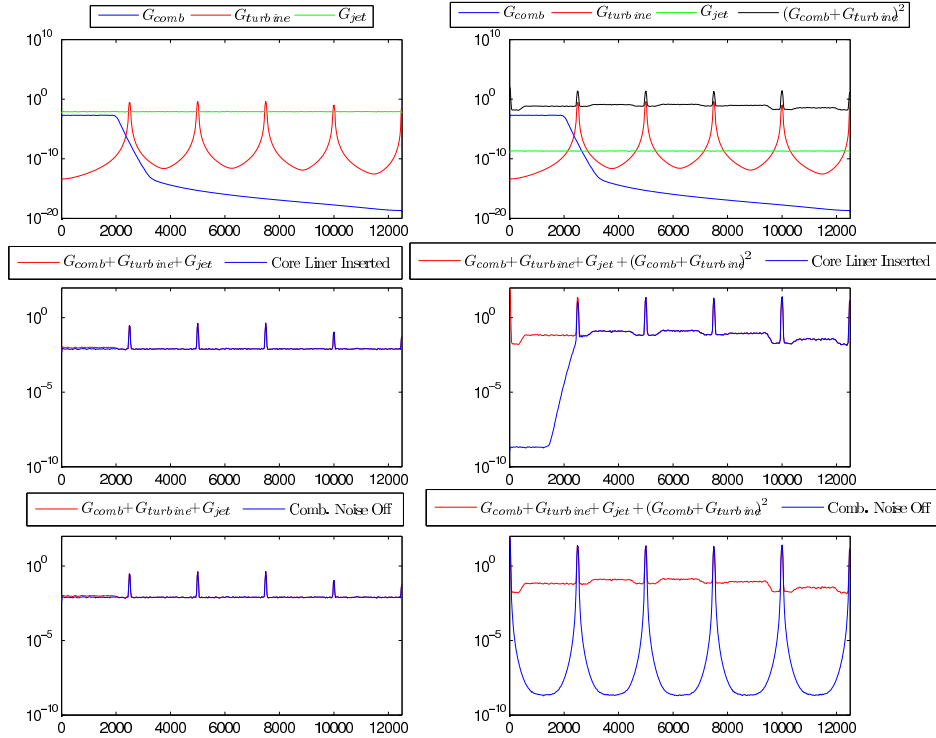 G_comb G_turbine G_jet
10^10
10^0
10^−10
10^−20
0 2000 4000 6000 8000 10000 12000
G_comb G_turbine G_jet (G_comb+G_turbine)^2
10^10
10^0
10^−10
10^−20
0 2000 4000 6000 8000 10000 12000
G_comb+G_turbine+G_jet Core Liner Inserted
10^0
10^−5
10^−10
0 2000 4000 6000 8000 10000 12000
G_comb+G_turbine+G_jet+(G_comb+G_turbine)^2 Core Liner Inserted
10^0
10^−5
10^−10
0 2000 4000 6000 8000 10000 12000
G_comb+G_turbine+G_jet Comb. Noise Off
10^0
10^−5
10^−10
0 2000 4000 6000 8000 10000 12000
G_comb+G_turbine+G_jet+(G_comb+G_turbine)^2 Comb. Noise Off
10^0
10^−5
10^−10
0 2000 4000 6000 8000 10000 12000